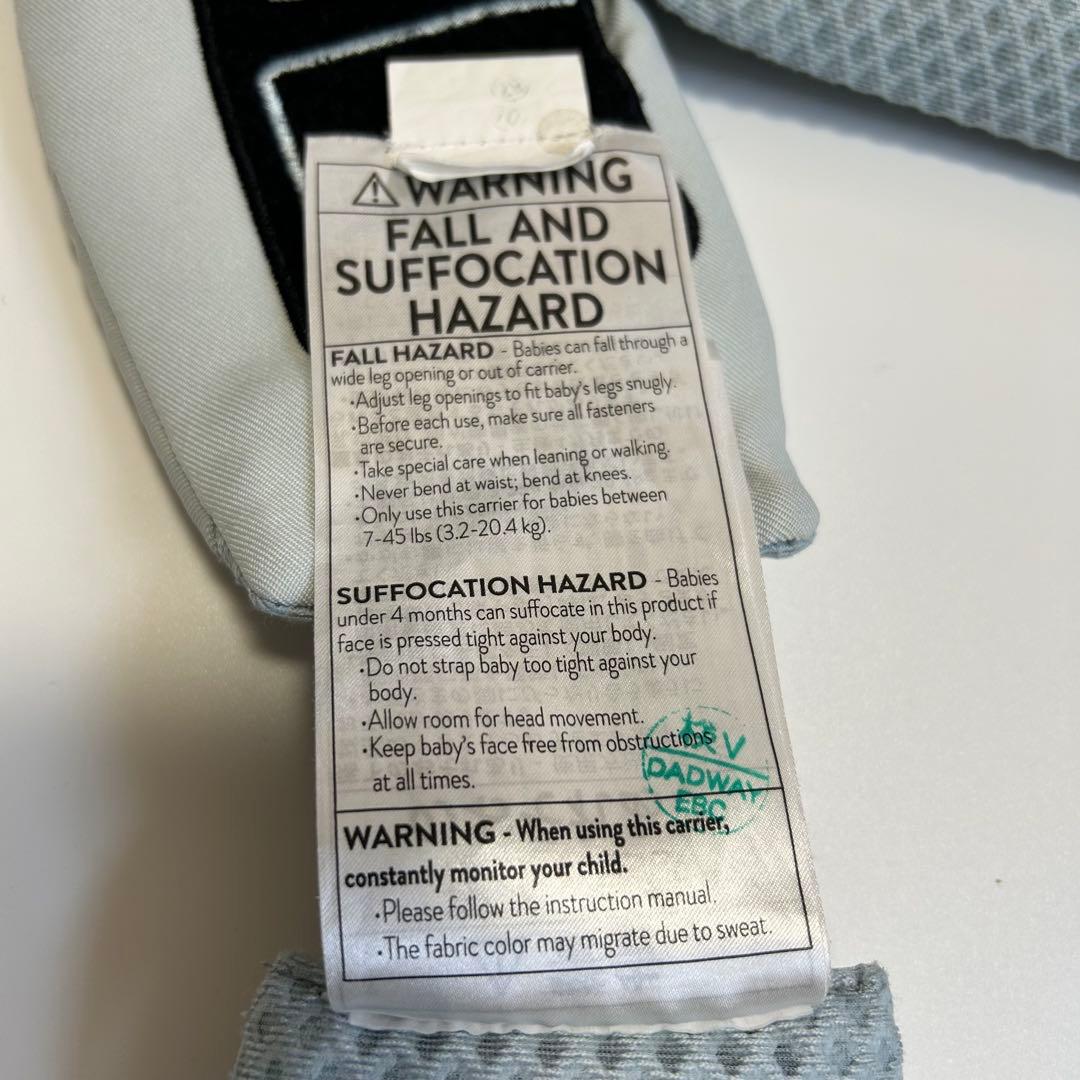 10
⚠ WARNING
FALL AND
SUFFOCATION
HAZARD
FALL HAZARD - Babies can fall through a
wide leg opening or out of carrier.
·Adjust leg openings to fit baby's legs snugly.
·Before each use, make sure all fasteners
are secure.
·Take special care when leaning or walking.
·Never bend at waist; bend at knees.
·Only use this carrier for babies between
7-45 lbs (3.2-20.4 kg).
SUFFOCATION HAZARD - Babies
under 4 months can suffocate in this product if
face is pressed tight against your body.
·Do not strap baby too tight against your
body.
·Allow room for head movement.
·Keep baby's face free from obstructions
at all times.
DADWAY
EBC
WARNING - When using this carrier,
constantly monitor your child.
·Please follow the instruction manual.
·The fabric color may migrate due to sweat.